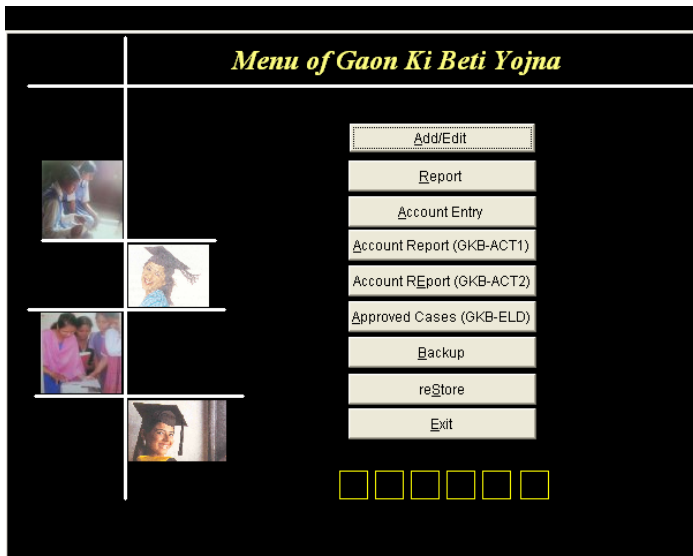 Menu of Gaon Ki Beti Yojna
Add/Edit
Report
Account Entry
Account Report (GKB-ACT1)
Account REport (GKB-ACT2)
Approved Cases (GKB-ELD)
Backup
reStore
Exit